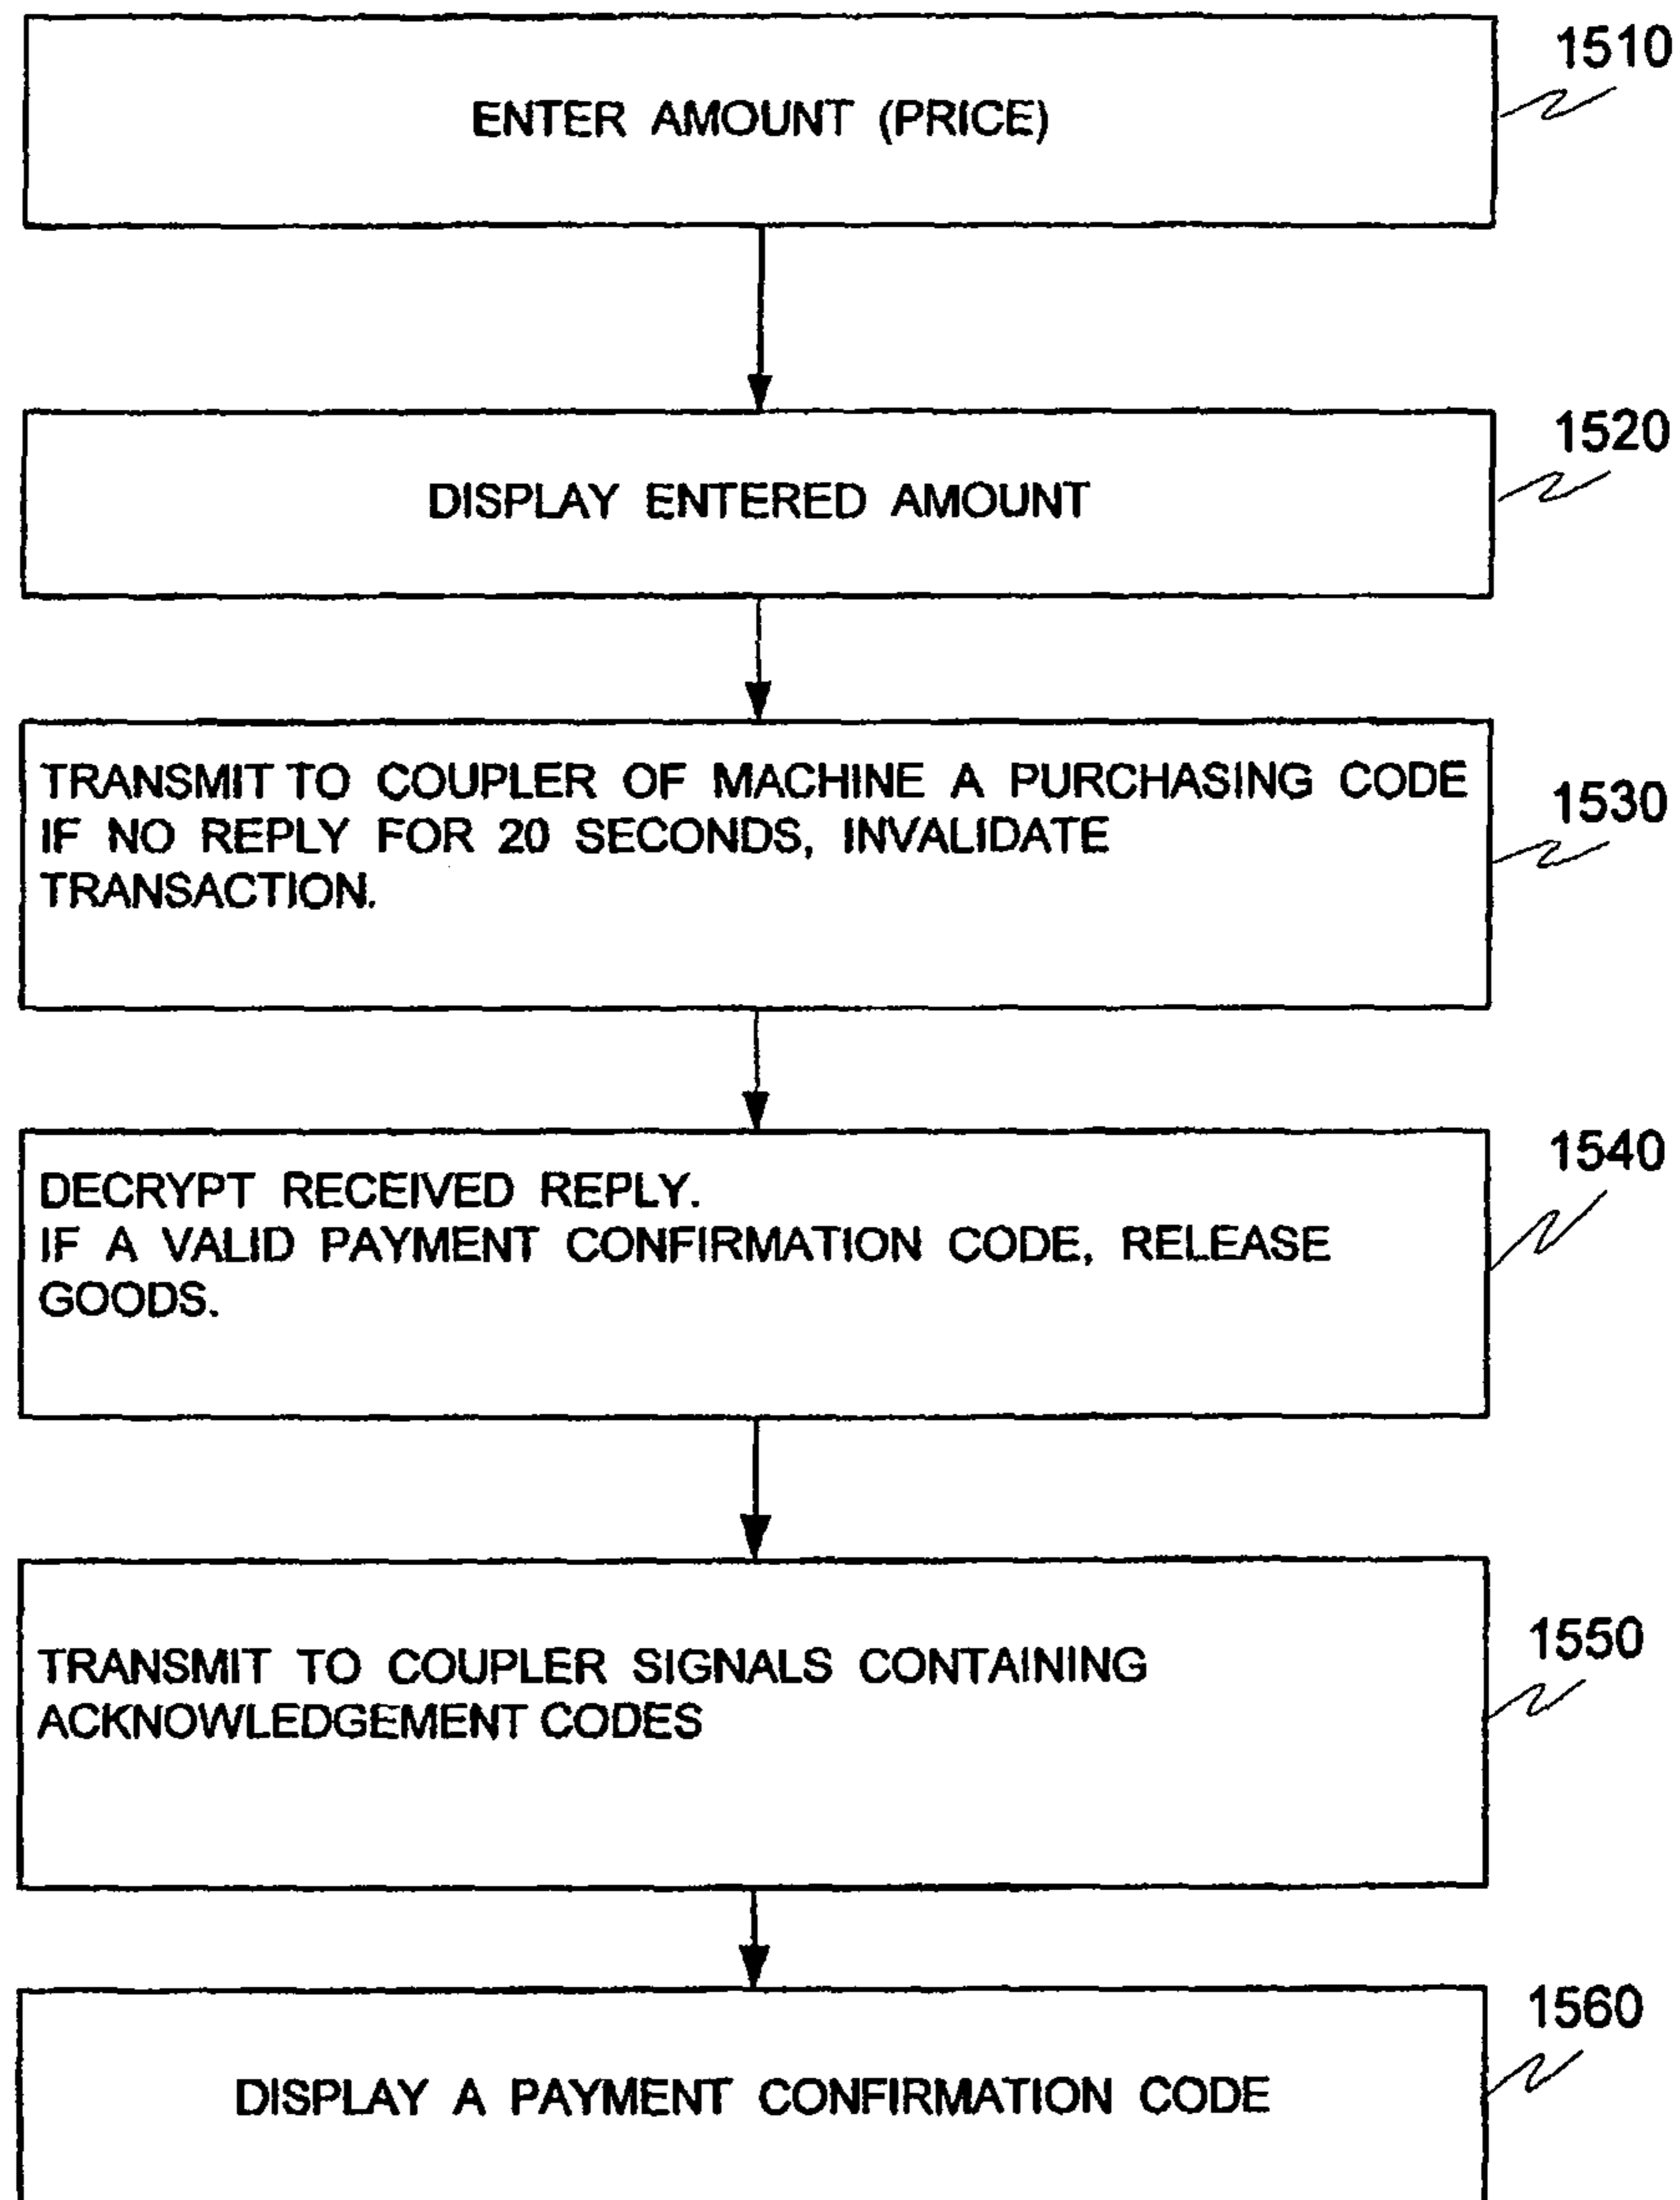 1510
ENTER AMOUNT (PRICE)
1520
DISPLAY ENTERED AMOUNT
TRANSMIT TO COUPLER OF MACHINE A PURCHASING CODE
1530
IF NO REPLY FOR 20 SECONDS, INVALIDATE
TRANSACTION.
1540
DECRYPT RECEIVED REPLY.
IF A VALID PAYMENT CONFIRMATION CODE, RELEASE
GOODS.
1550
TRANSMIT TO COUPLER SIGNALS CONTAINING
ACKNOWLEDGEMENT CODES
1560
DISPLAY A PAYMENT CONFIRMATION CODE